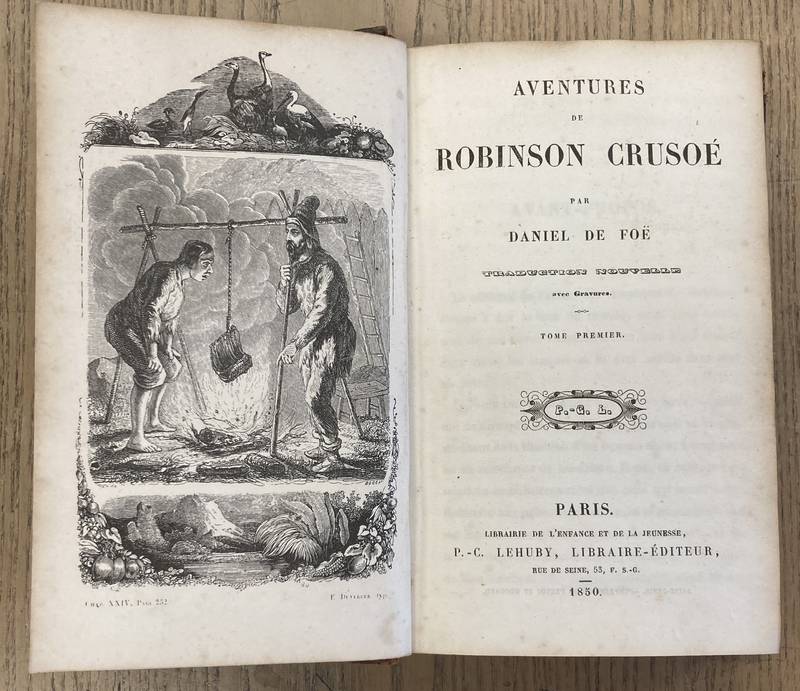 Chap. XXIV, Page 252
AVENTURES
DE
ROBINSON CRUSOÉ
PAR
DANIEL DE FOË
TRADUCTION NOUVELLE
avec Gravures.
TOME PREMIER.
P.-C. L.
PARIS.
LIBRAIRIE DE L'ENFANCE ET DE LA JEUNESSE,
P.-C. LEHUBY, LIBRAIRE-ÉDITEUR,
RUE DE SEINE, 53, F. S.-G.
1850.